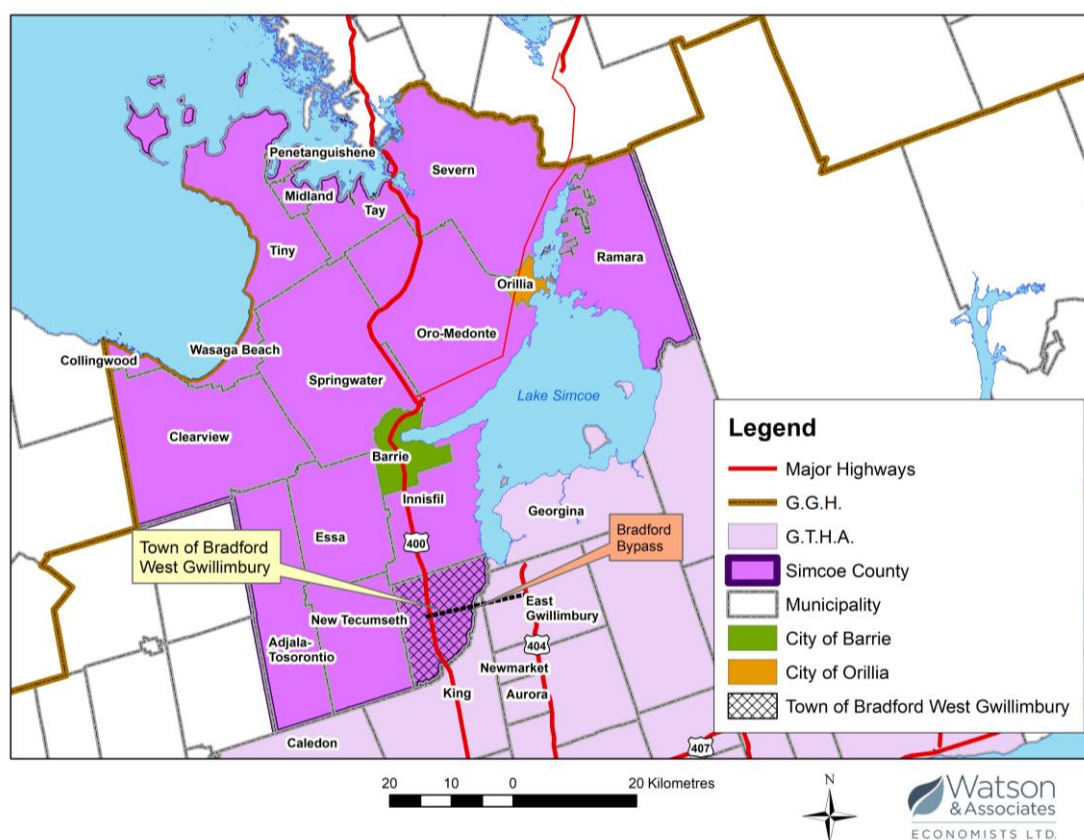 Penetanguishene
Severn
Midland
Tay
Tiny
Ramara
Orillia
Oro-Medonte
Wasaga Beach
Collingwood
Springwater
Lake Simcoe
Clearview
Barrie
Innisfil
Georgina
Essa
400
Town of Bradford
West Gwillimbury
Bradford
Bypass
New Tecumseth
East
Gwillimbury
Adjala-
Tosorontio
404
Newmarket
King
Aurora
Caledon
407
Legend
Major Highways
G.G.H.
G.T.H.A.
Simcoe County
Municipality
City of Barrie
City of Orillia
Town of Bradford West Gwillimbury
20 10 0 20 Kilometres
N
Watson
& Associates
ECONOMISTS LTD.